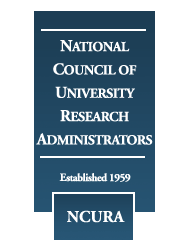 NATIONAL
COUNCIL OF
UNIVERSITY
RESEARCH
ADMINISTRATORS
Established 1959
NCURA